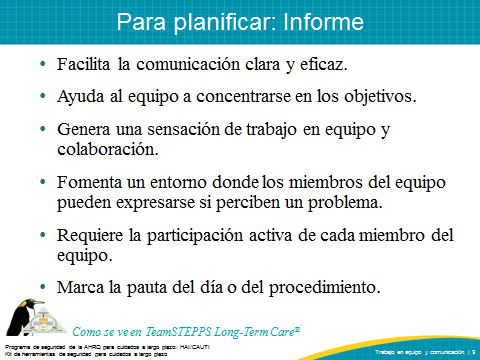 Para planificar: Informe
• Facilita la comunicación clara y eficaz.
• Ayuda al equipo a concentrarse en los objetivos.
• Genera una sensación de trabajo en equipo y
colaboración.
• Fomenta un entorno donde los miembros del equipo
pueden expresarse si perciben un problema.
• Requiere la participación activa de cada miembro del
equipo.
• Marca la pauta del día o del procedimiento.
Como se ve en TeamSTEPPS Long-Term Care®
Programa de seguridad de la AHRQ para cuidados a largo plazo: HAI/CAUTI
Kit de herramientas de seguridad para cuidados a largo plazo
Trabajo en equipo y comunicación | 9